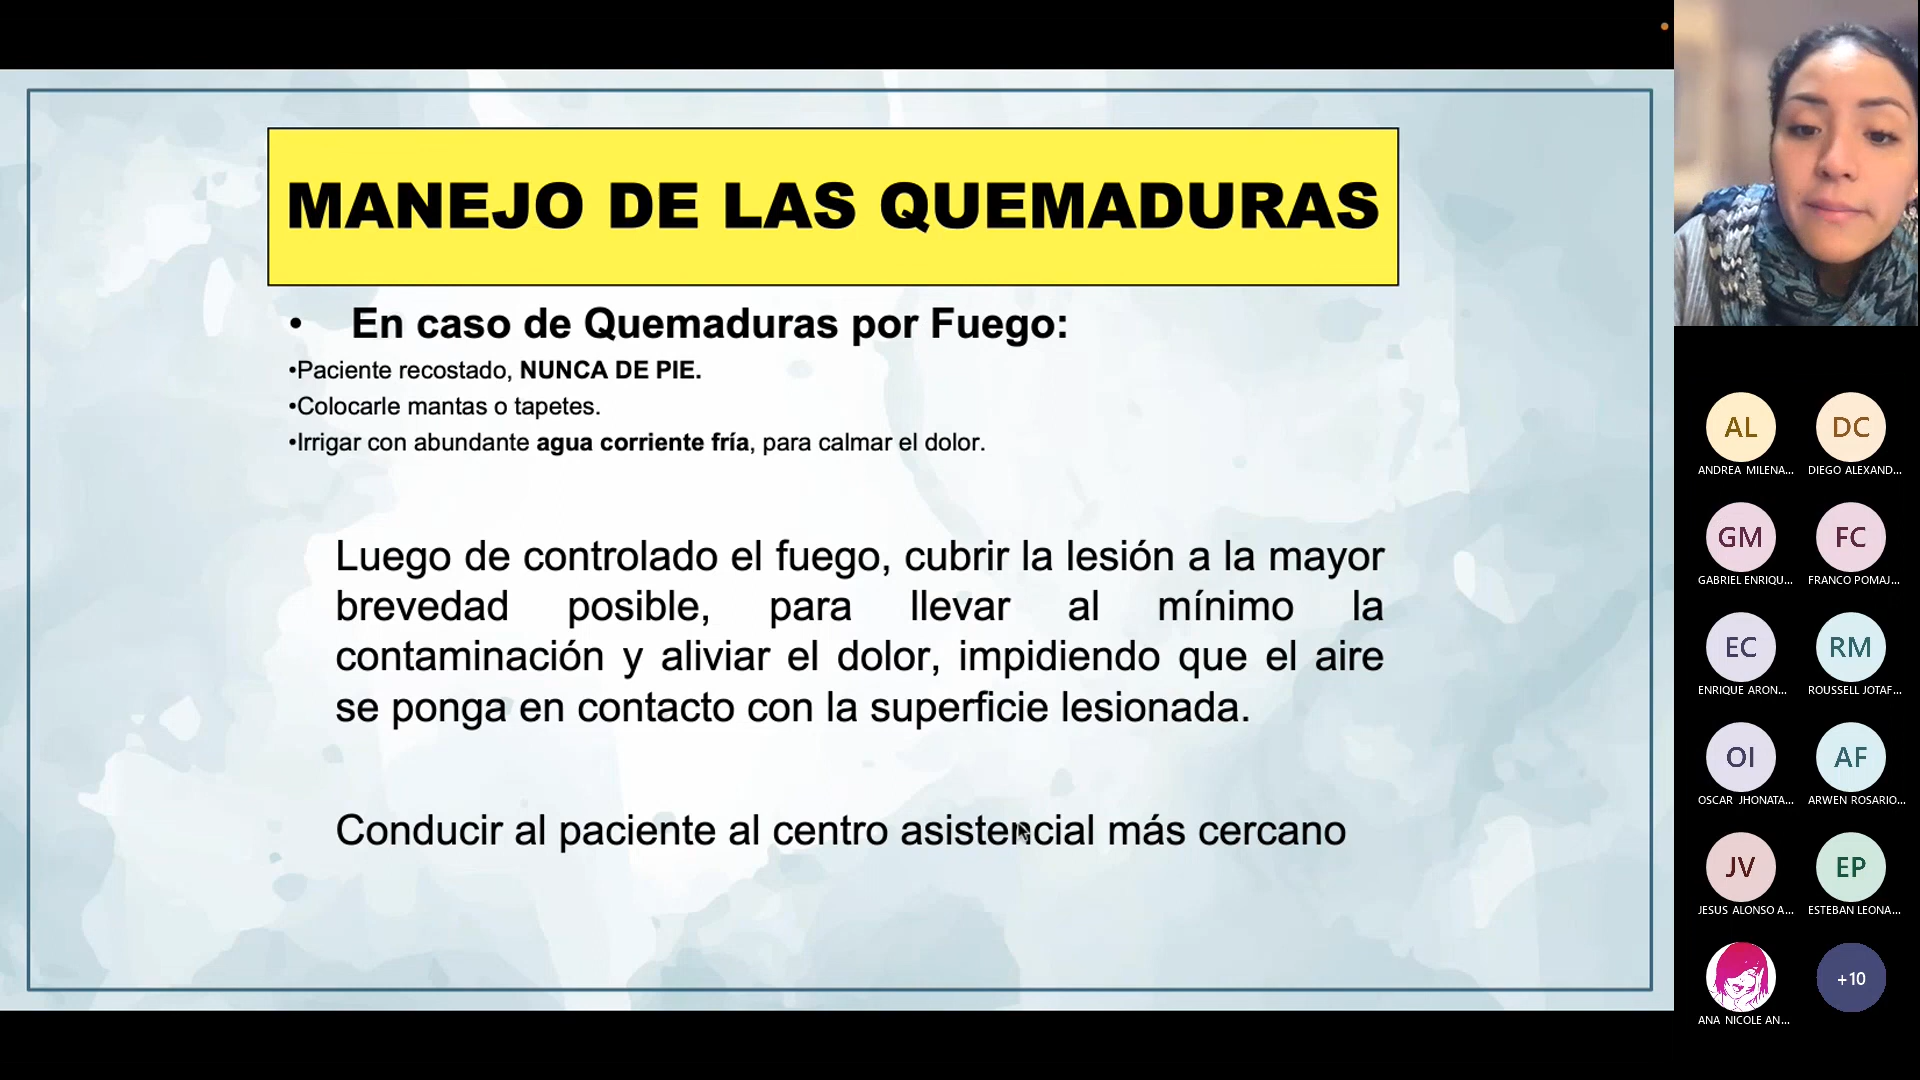 MANEJO DE LAS QUEMADURAS
• En caso de Quemaduras por Fuego:
•Paciente recostado, NUNCA DE PIE.
•Colocarle mantas o tapetes.
•Irrigar con abundante agua corriente fría, para calmar el dolor.
Luego de controlado el fuego, cubrir la lesión a la mayor
brevedad posible, para llevar al mínimo la
contaminación y aliviar el dolor, impidiendo que el aire
se ponga en contacto con la superficie lesionada.
Conducir al paciente al centro asistencial más cercano
AL DC
ANDREA MILENA... DIEGO ALEXAND...
GM FC
GABRIEL ENRIQU... FRANCO POMAJ...
EC RM
ENRIQUE ARON... ROUSSELL JOTAF...
OI AF
OSCAR JHONATA... ARWEN ROSARIO...
JV EP
JESUS ALONSO A... ESTEBAN LEONA...
+10
ANA NICOLE AN...